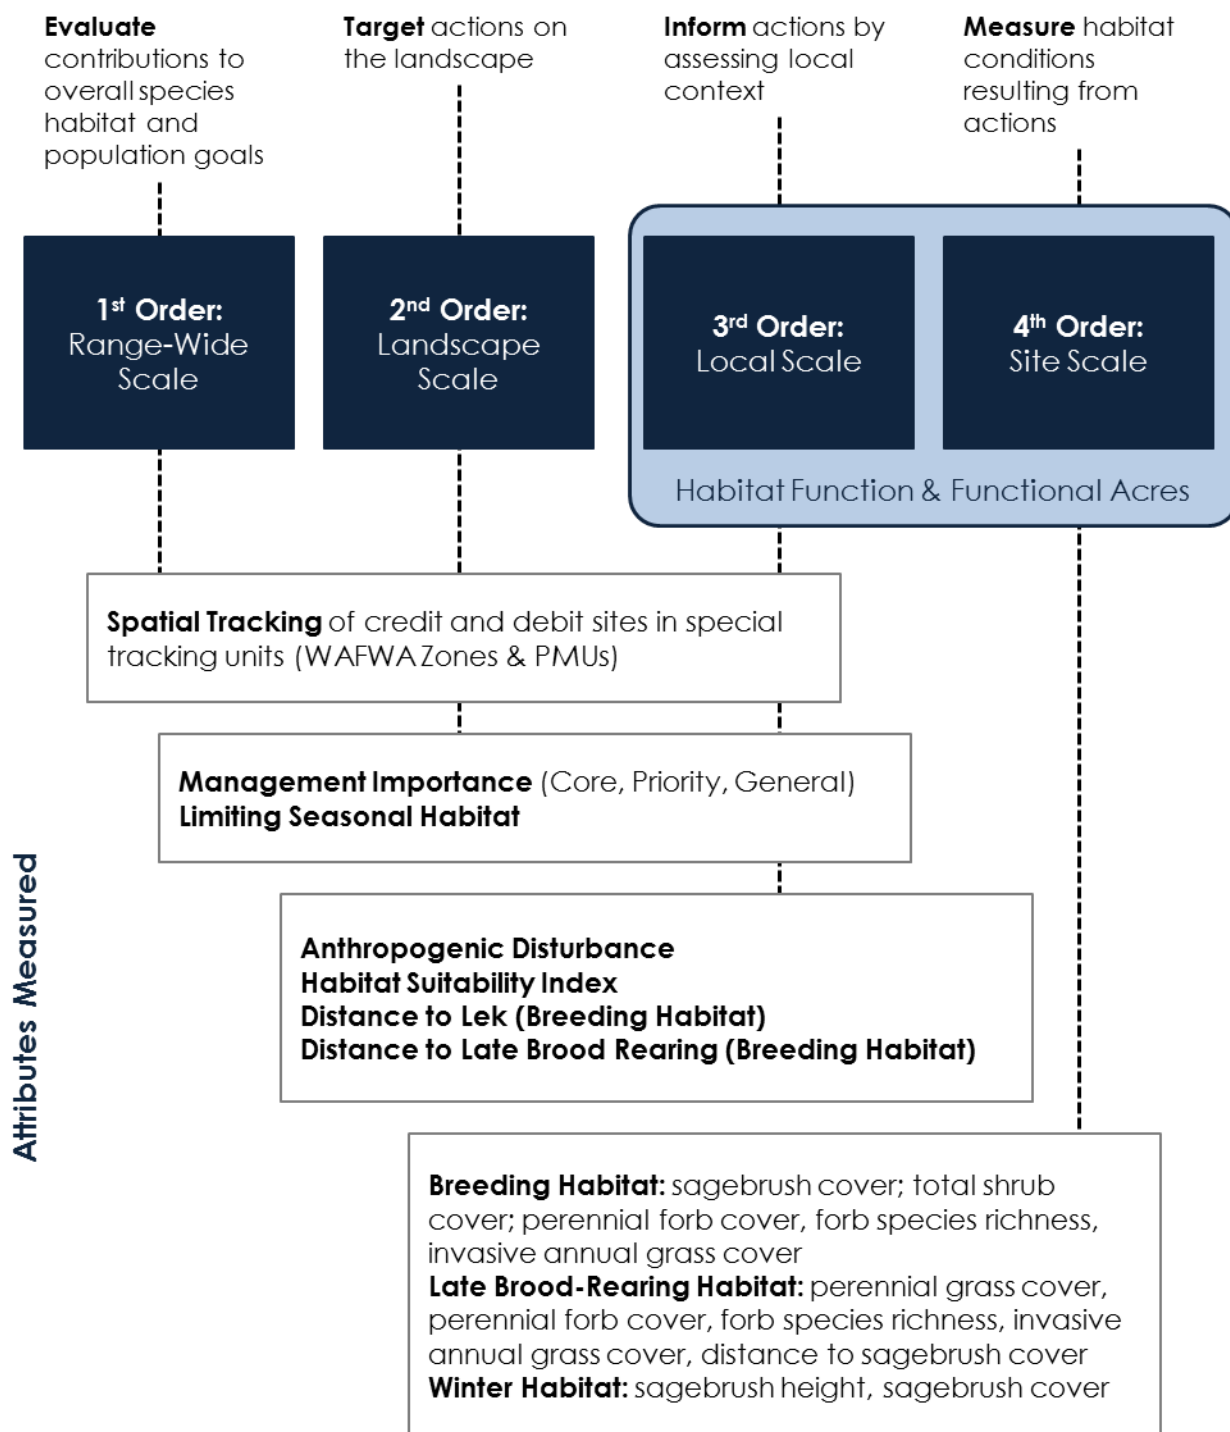 Evaluate
contributions to
overall species
habitat and
population goals
Target actions on
the landscape
Inform actions by
assessing local
context
Measure habitat
conditions
resulting from
actions
1st Order:
Range-Wide
Scale
2nd Order:
Landscape
Scale
3rd Order:
Local Scale
4th Order:
Site Scale
Habitat Function & Functional Acres
Attributes Measured
Spatial Tracking of credit and debit sites in special
tracking units (WAFWA Zones & PMUs)
Management Importance (Core, Priority, General)
Limiting Seasonal Habitat
Anthropogenic Disturbance
Habitat Suitability Index
Distance to Lek (Breeding Habitat)
Distance to Late Brood Rearing (Breeding Habitat)
Breeding Habitat: sagebrush cover; total shrub
cover; perennial forb cover, forb species richness,
invasive annual grass cover
Late Brood-Rearing Habitat: perennial grass cover,
perennial forb cover, forb species richness, invasive
annual grass cover, distance to sagebrush cover
Winter Habitat: sagebrush height, sagebrush cover